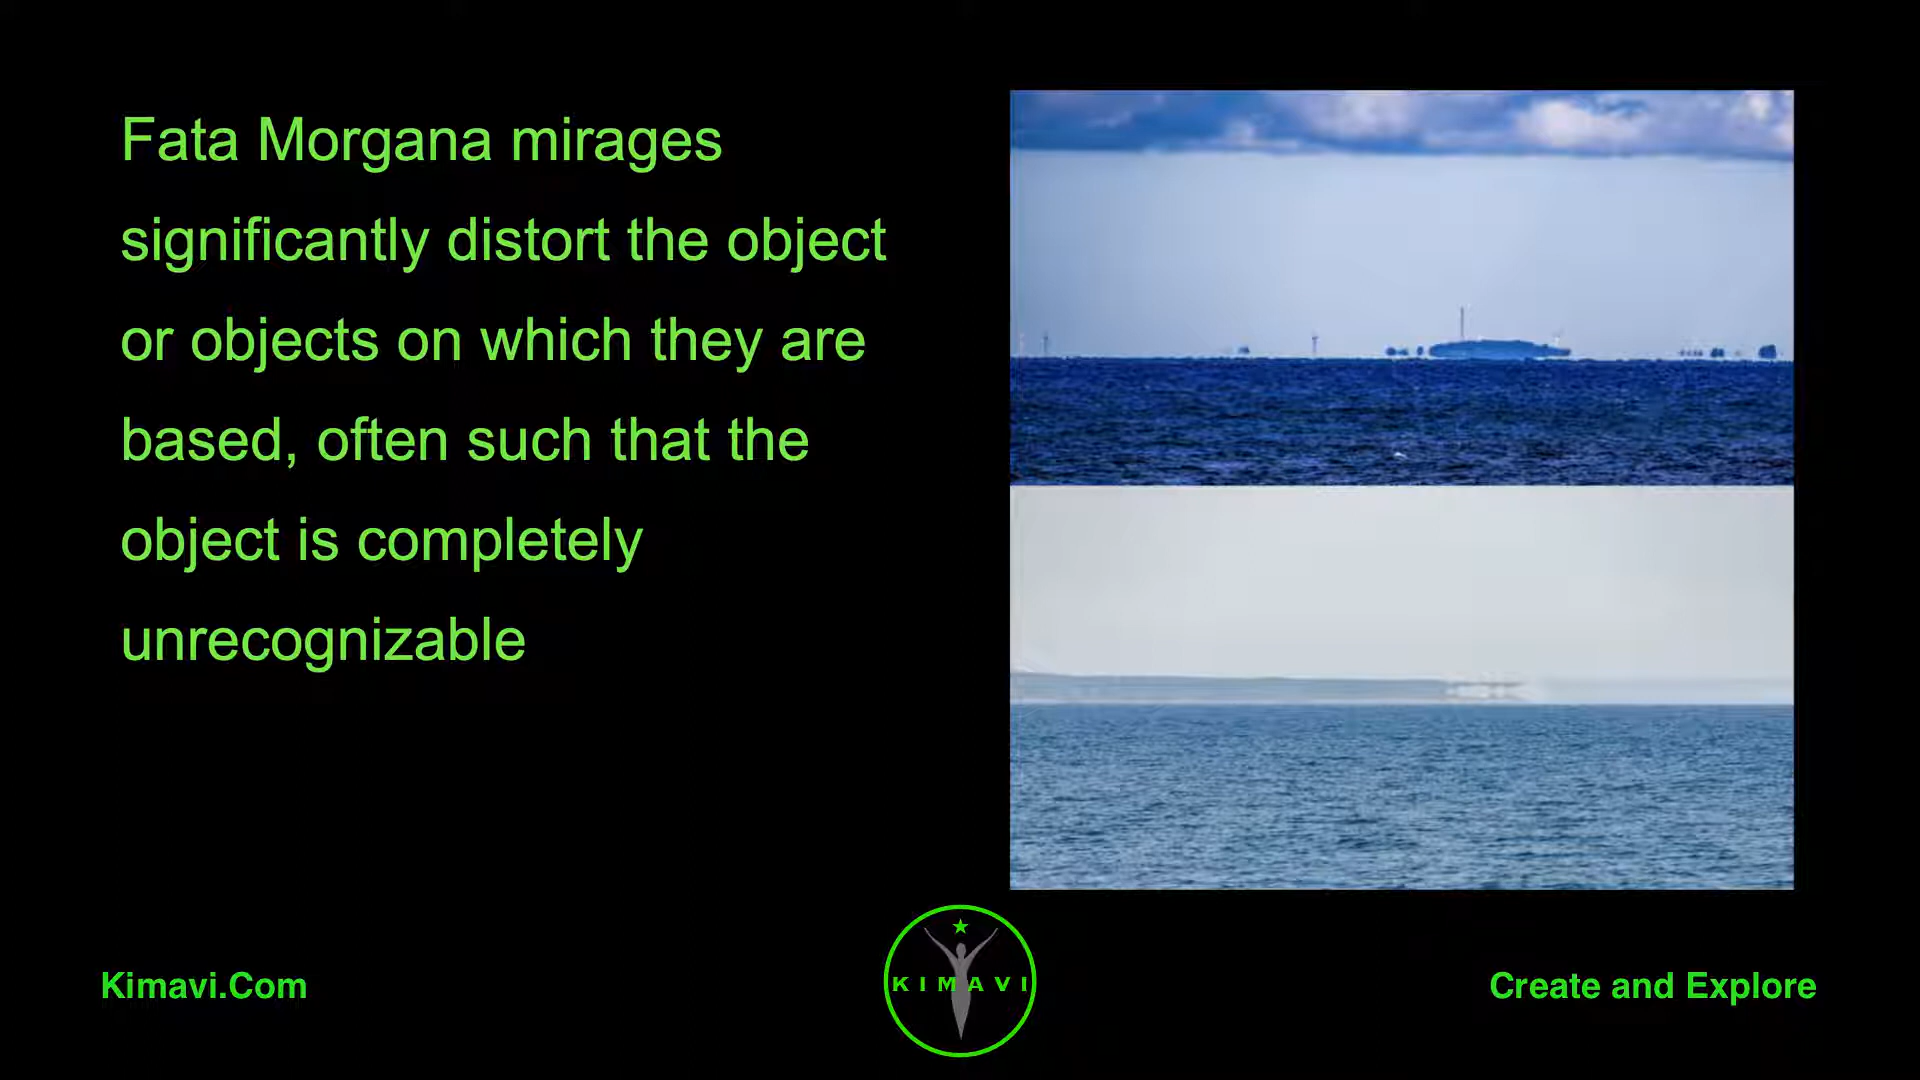 Fata Morgana mirages
significantly distort the object
or objects on which they are
based, often such that the
object is completely
unrecognizable
Kimavi.Com
KIMAVI
Create and Explore